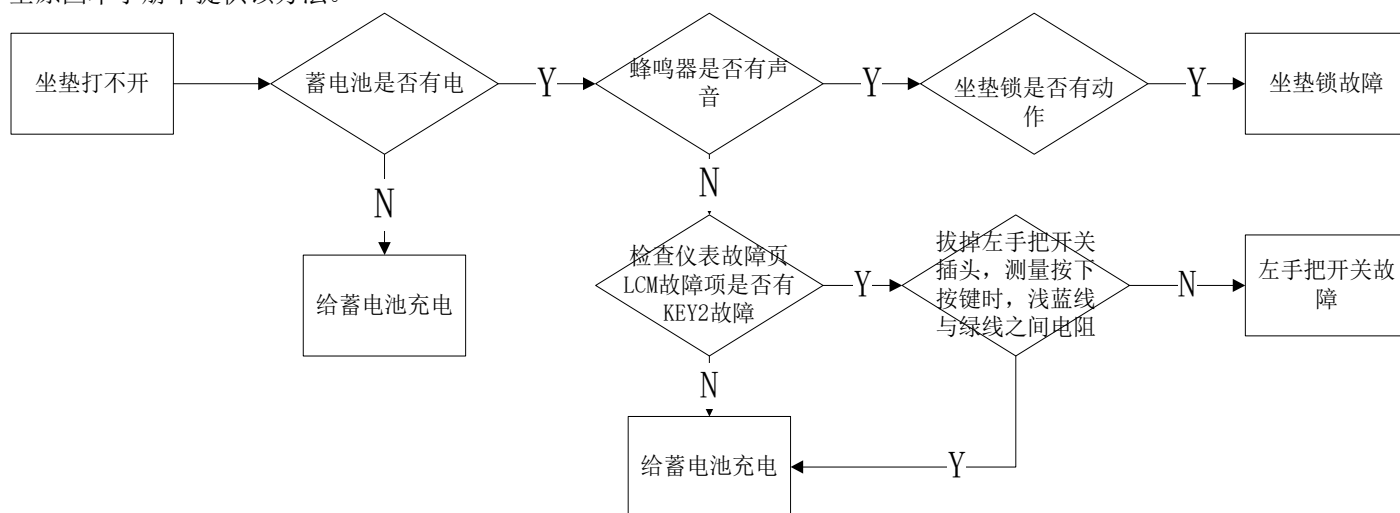 坐垫打不开
蓄电池是否有电
Y
蜂鸣器是否有声
音
Y
坐垫锁是否有动
作
Y
坐垫锁故障
N
N
给蓄电池充电
检查仪表故障页
LCM故障项是否有
KEY2故障
Y
拔掉左手把开关
插头，测量按下
按键时，浅蓝线
与绿线之间电阻
N
左手把开关故
障
N
给蓄电池充电
Y